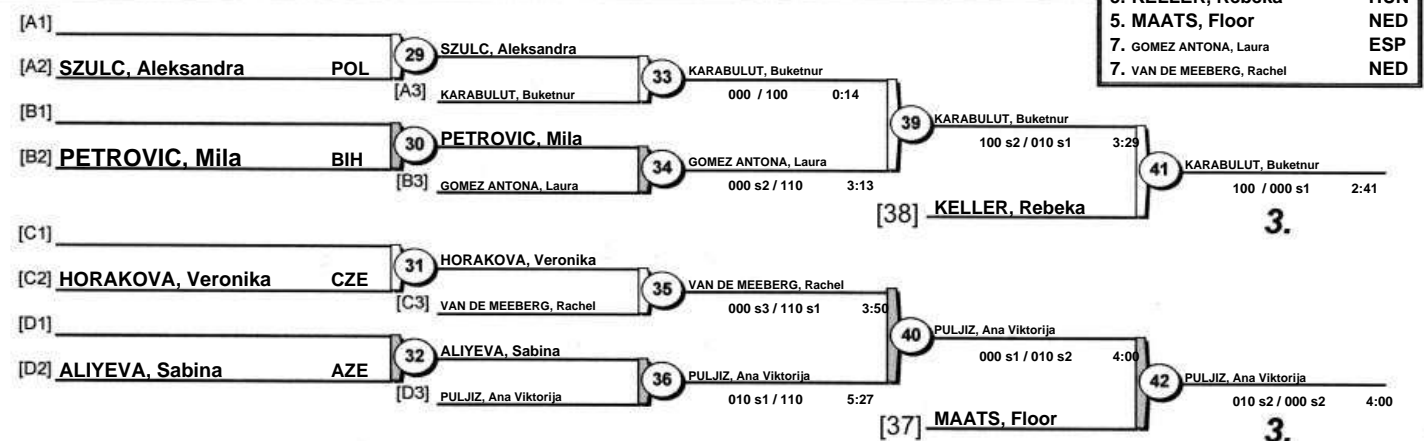 5. KELLER, Rebeka HUN
5. MAATS, Floor NED
7. GOMEZ ANTONA, Laura ESP
7. VAN DE MEEBERG, Rachel NED
[A1]
[A2] SZULC, Aleksandra POL
29
SZULC, Aleksandra
[A3] KARABULUT, Buketnur
33
KARABULUT, Buketnur
000 / 100 0:14
[B1]
[B2] PETROVIC, Mila BIH
30
PETROVIC, Mila
[B3] GOMEZ ANTONA, Laura
34
GOMEZ ANTONA, Laura
000 s2 / 110 3:13
39
KARABULUT, Buketnur
100 s2 / 010 s1 3:29
[38] KELLER, Rebeka
41
KARABULUT, Buketnur
100 / 000 s1 2:41
3.
[C1]
[C2] HORAKOVA, Veronika CZE
31
HORAKOVA, Veronika
[C3] VAN DE MEEBERG, Rachel
35
VAN DE MEEBERG, Rachel
000 s3 / 110 s1 3:50
[D1]
[D2] ALIYEVA, Sabina AZE
32
ALIYEVA, Sabina
[D3] PULJIZ, Ana Viktorija
36
PULJIZ, Ana Viktorija
010 s1 / 110 5:27
40
PULJIZ, Ana Viktorija
000 s1 / 010 s2 4:00
[37] MAATS, Floor
42
PULJIZ, Ana Viktorija
010 s2 / 000 s2 4:00
3.